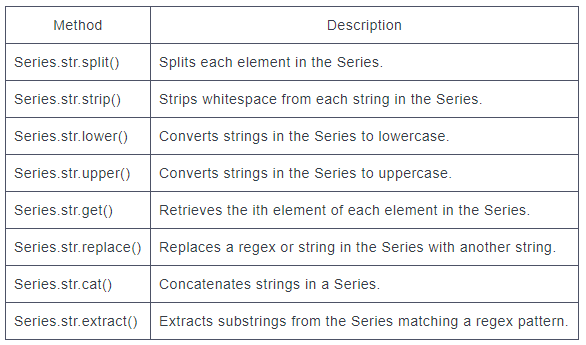 Method Description
Series.str.split() Splits each element in the Series.
Series.str.strip() Strips whitespace from each string in the Series.
Series.str.lower() Converts strings in the Series to lowercase.
Series.str.upper() Converts strings in the Series to uppercase.
Series.str.get() Retrieves the ith element of each element in the Series.
Series.str.replace() Replaces a regex or string in the Series with another string.
Series.str.cat() Concatenates strings in a Series.
Series.str.extract() Extracts substrings from the Series matching a regex pattern.